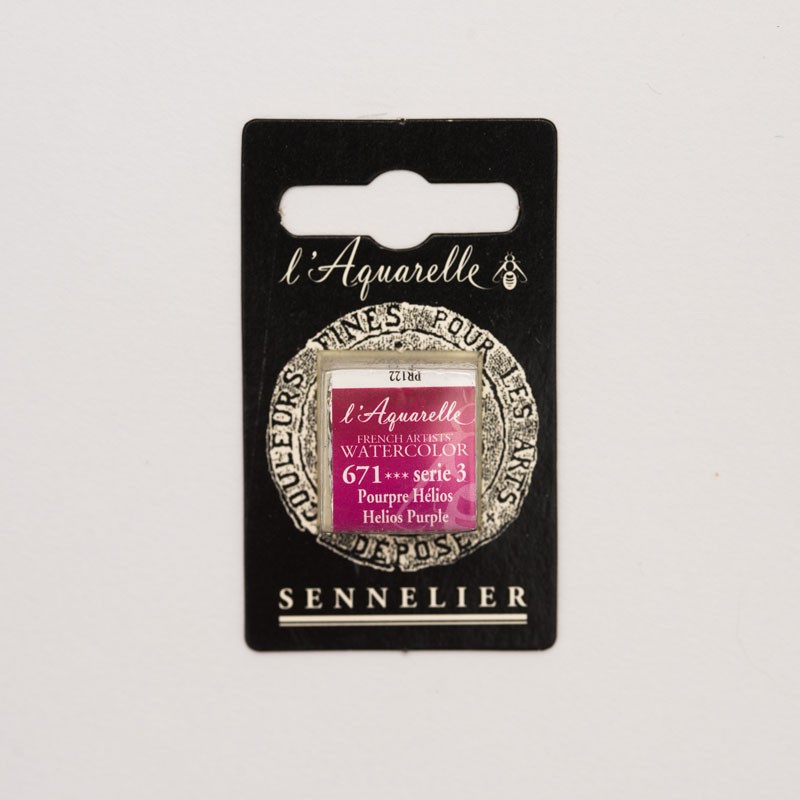 l'Aquarelle
COULEURS FINES POUR LES ARTS
DÉPOSÉ
PR122
l'Aquarelle
FRENCH ARTISTS'
WATERCOLOR
671*** serie 3
Pourpre Hélios
Helios Purple
SENNELIER